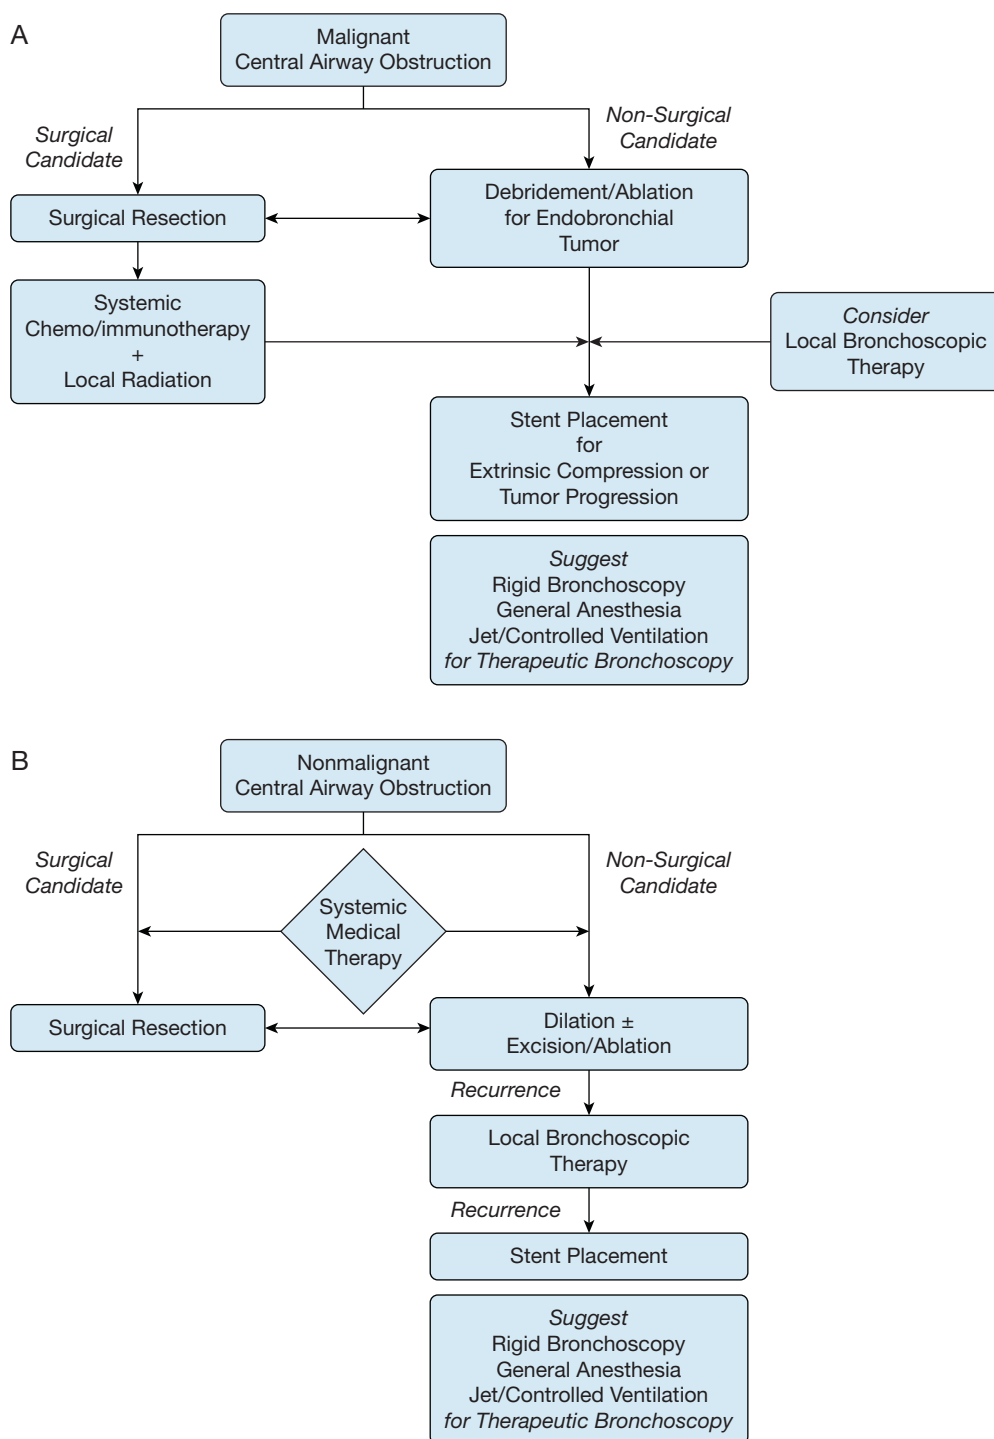 A
Malignant
Central Airway Obstruction
Surgical
Candidate
Non-Surgical
Candidate
Surgical Resection
Debridement/Ablation
for Endobronchial
Tumor
Systemic
Chemo/immunotherapy
+
Local Radiation
Consider
Local Bronchoscopic
Therapy
Stent Placement
for
Extrinsic Compression or
Tumor Progression
Suggest
Rigid Bronchoscopy
General Anesthesia
Jet/Controlled Ventilation
for Therapeutic Bronchoscopy
B
Nonmalignant
Central Airway Obstruction
Surgical
Candidate
Non-Surgical
Candidate
Systemic
Medical
Therapy
Surgical Resection
Dilation ±
Excision/Ablation
Recurrence
Local Bronchoscopic
Therapy
Recurrence
Stent Placement
Suggest
Rigid Bronchoscopy
General Anesthesia
Jet/Controlled Ventilation
for Therapeutic Bronchoscopy